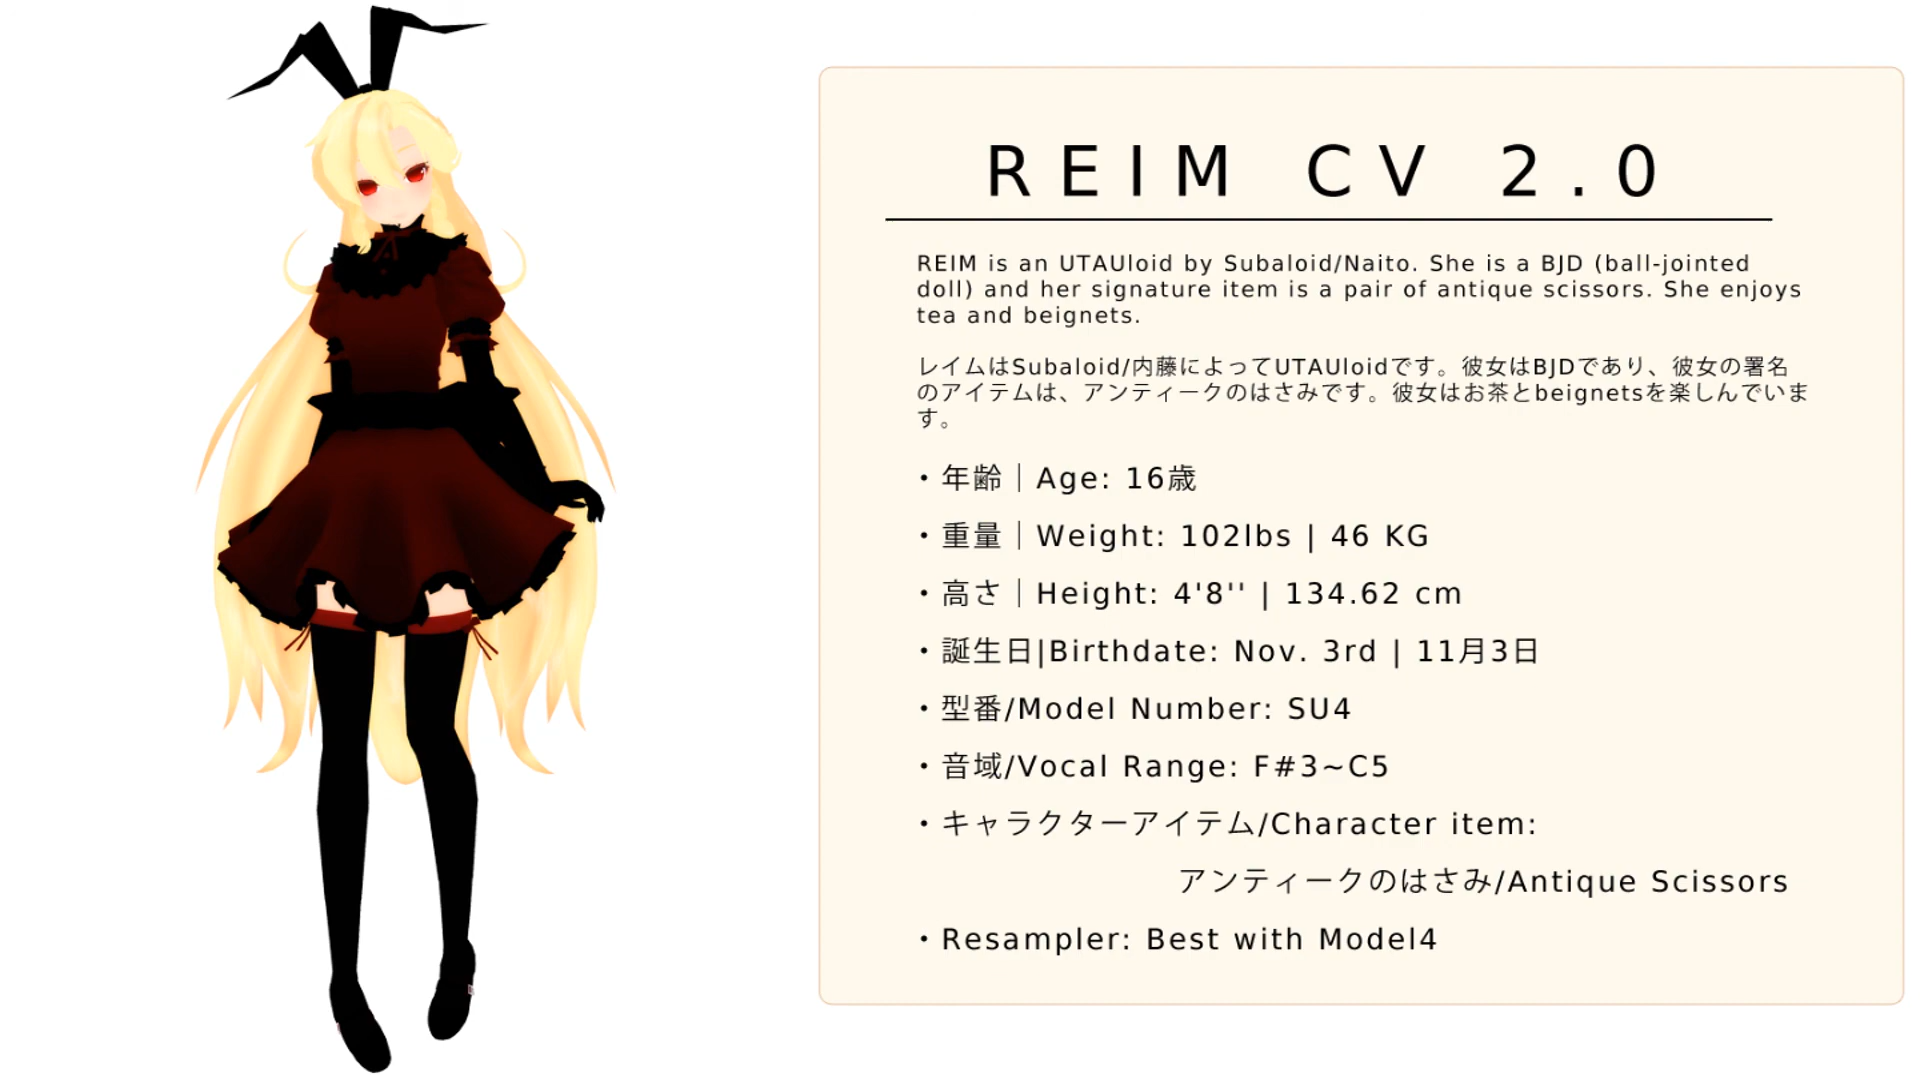 REIM CV 2.0
REIM is an UTAUloid by Subaloid/Naito. She is a BJD (ball-jointed
doll) and her signature item is a pair of antique scissors. She enjoys
tea and beignets.
レイムはSubaloid/内藤によってUTAUloidです。彼女はBJDであり、彼女の署名
のアイテムは、アンティークのはさみです。彼女はお茶とbeignetsを楽しんでいま
す。
・年齢｜Age: 16歳
・重量｜Weight: 102lbs | 46 KG
・高さ｜Height: 4'8'' | 134.62 cm
・誕生日|Birthdate: Nov. 3rd | 11月3日
・型番/Model Number: SU4
・音域/Vocal Range: F#3~C5
・キャラクターアイテム/Character item:
アンティークのはさみ/Antique Scissors
・Resampler: Best with Model4